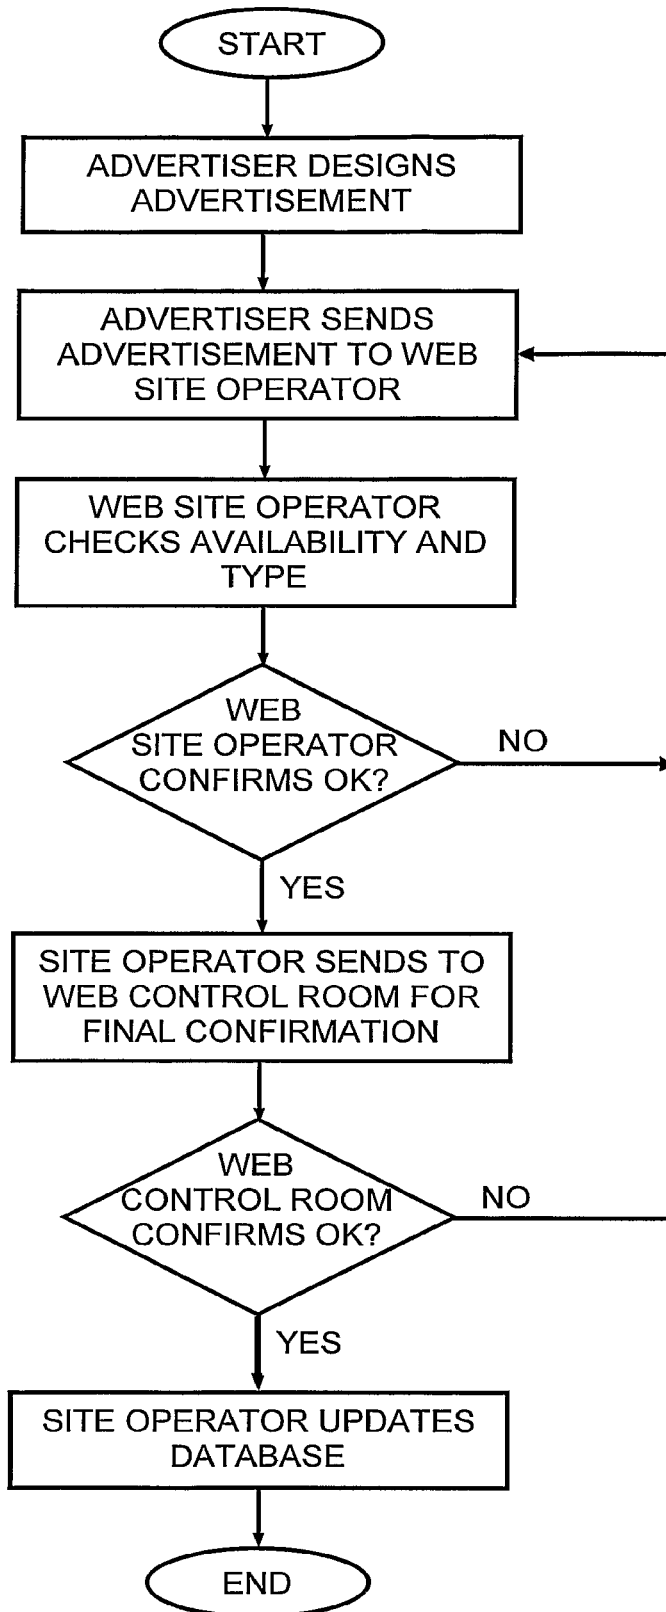 START
ADVERTISER DESIGNS
ADVERTISEMENT
ADVERTISER SENDS
ADVERTISEMENT TO WEB
SITE OPERATOR
WEB SITE OPERATOR
CHECKS AVAILABILITY AND
TYPE
WEB
SITE OPERATOR
CONFIRMS OK?
NO
YES
SITE OPERATOR SENDS TO
WEB CONTROL ROOM FOR
FINAL CONFIRMATION
WEB
CONTROL ROOM
CONFIRMS OK?
NO
YES
SITE OPERATOR UPDATES
DATABASE
END